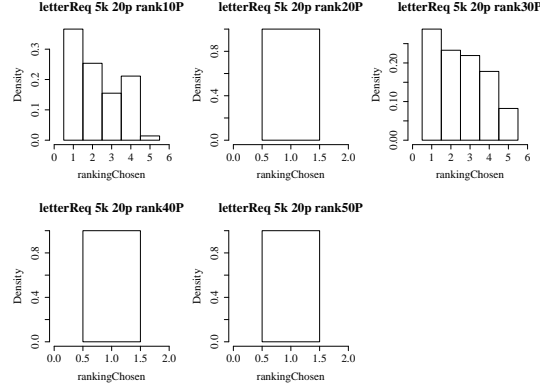 letterReq 5k 20p rank10P
Density
0.0 0.1 0.2 0.3
1 2 3 4 5 6
rankingChosen
letterReq 5k 20p rank20P
Density
0.0 0.4 0.8
0.0 0.5 1.0 1.5 2.0
rankingChosen
letterReq 5k 20p rank30P
Density
0.00 0.10 0.20
1 2 3 4 5 6
rankingChosen
letterReq 5k 20p rank40P
Density
0.0 0.4 0.8
0.0 0.5 1.0 1.5 2.0
rankingChosen
letterReq 5k 20p rank50P
Density
0.0 0.4 0.8
0.0 0.5 1.0 1.5 2.0
rankingChosen